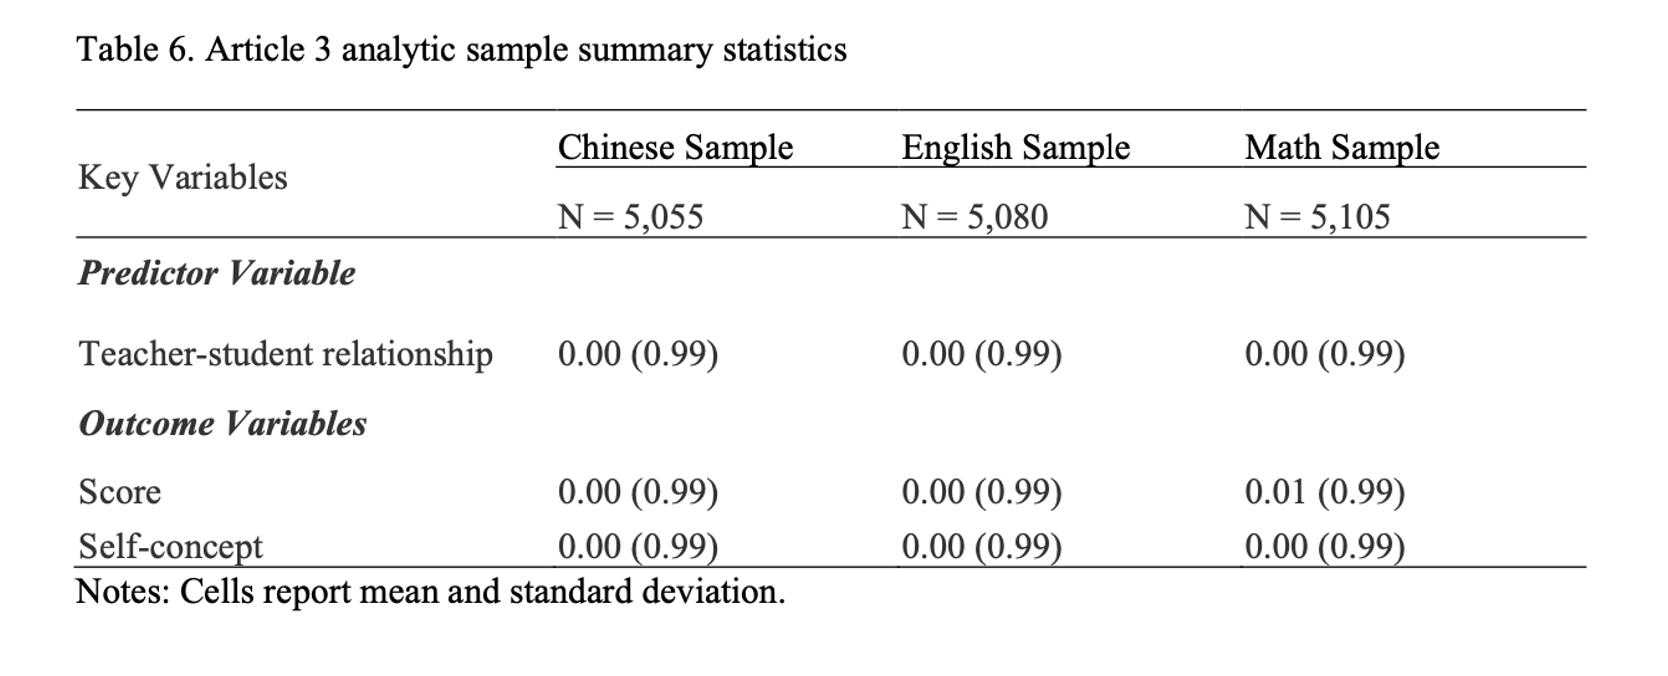 Table 6. Article 3 analytic sample summary statistics
Key Variables
Chinese Sample English Sample Math Sample
N = 5,055 N = 5,080 N = 5,105
Predictor Variable
Teacher-student relationship 0.00 (0.99) 0.00 (0.99) 0.00 (0.99)
Outcome Variables
Score 0.00 (0.99) 0.00 (0.99) 0.01 (0.99)
Self-concept 0.00 (0.99) 0.00 (0.99) 0.00 (0.99)
Notes: Cells report mean and standard deviation.